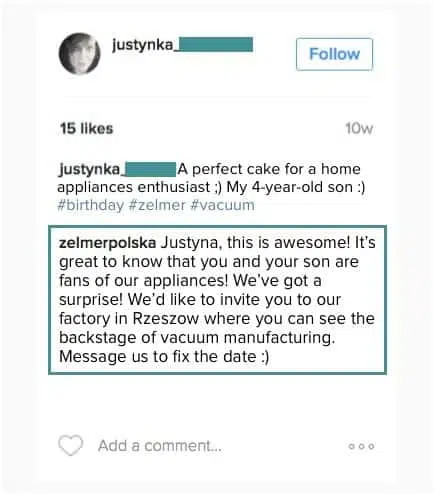 justynka_
Follow
15 likes
10w
justynka_ A perfect cake for a home
appliances enthusiast ;) My 4-year-old son :)
#birthday #zelmer #vacuum
zelmerpolska Justyna, this is awesome! It's
great to know that you and your son are
fans of our appliances! We've got a
surprise! We'd like to invite you to our
factory in Rzeszow where you can see the
backstage of vacuum manufacturing.
Message us to fix the date :)
Add a comment...